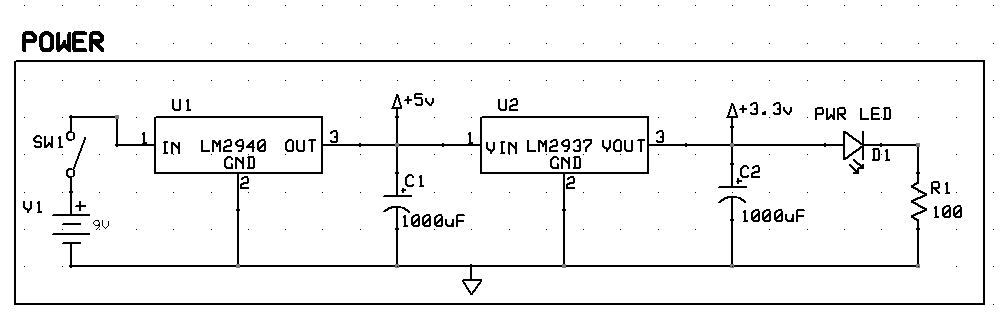 POWER
U1
+5v
U2
+3.3v
PWR LED
SW1
1
IN
LM2940
OUT
3
1
VIN
LM2937
VOUT
3
GND
GND
D1
2
C1
+
2
C2
+
V1
+
9V
1000uF
1000uF
R1
100